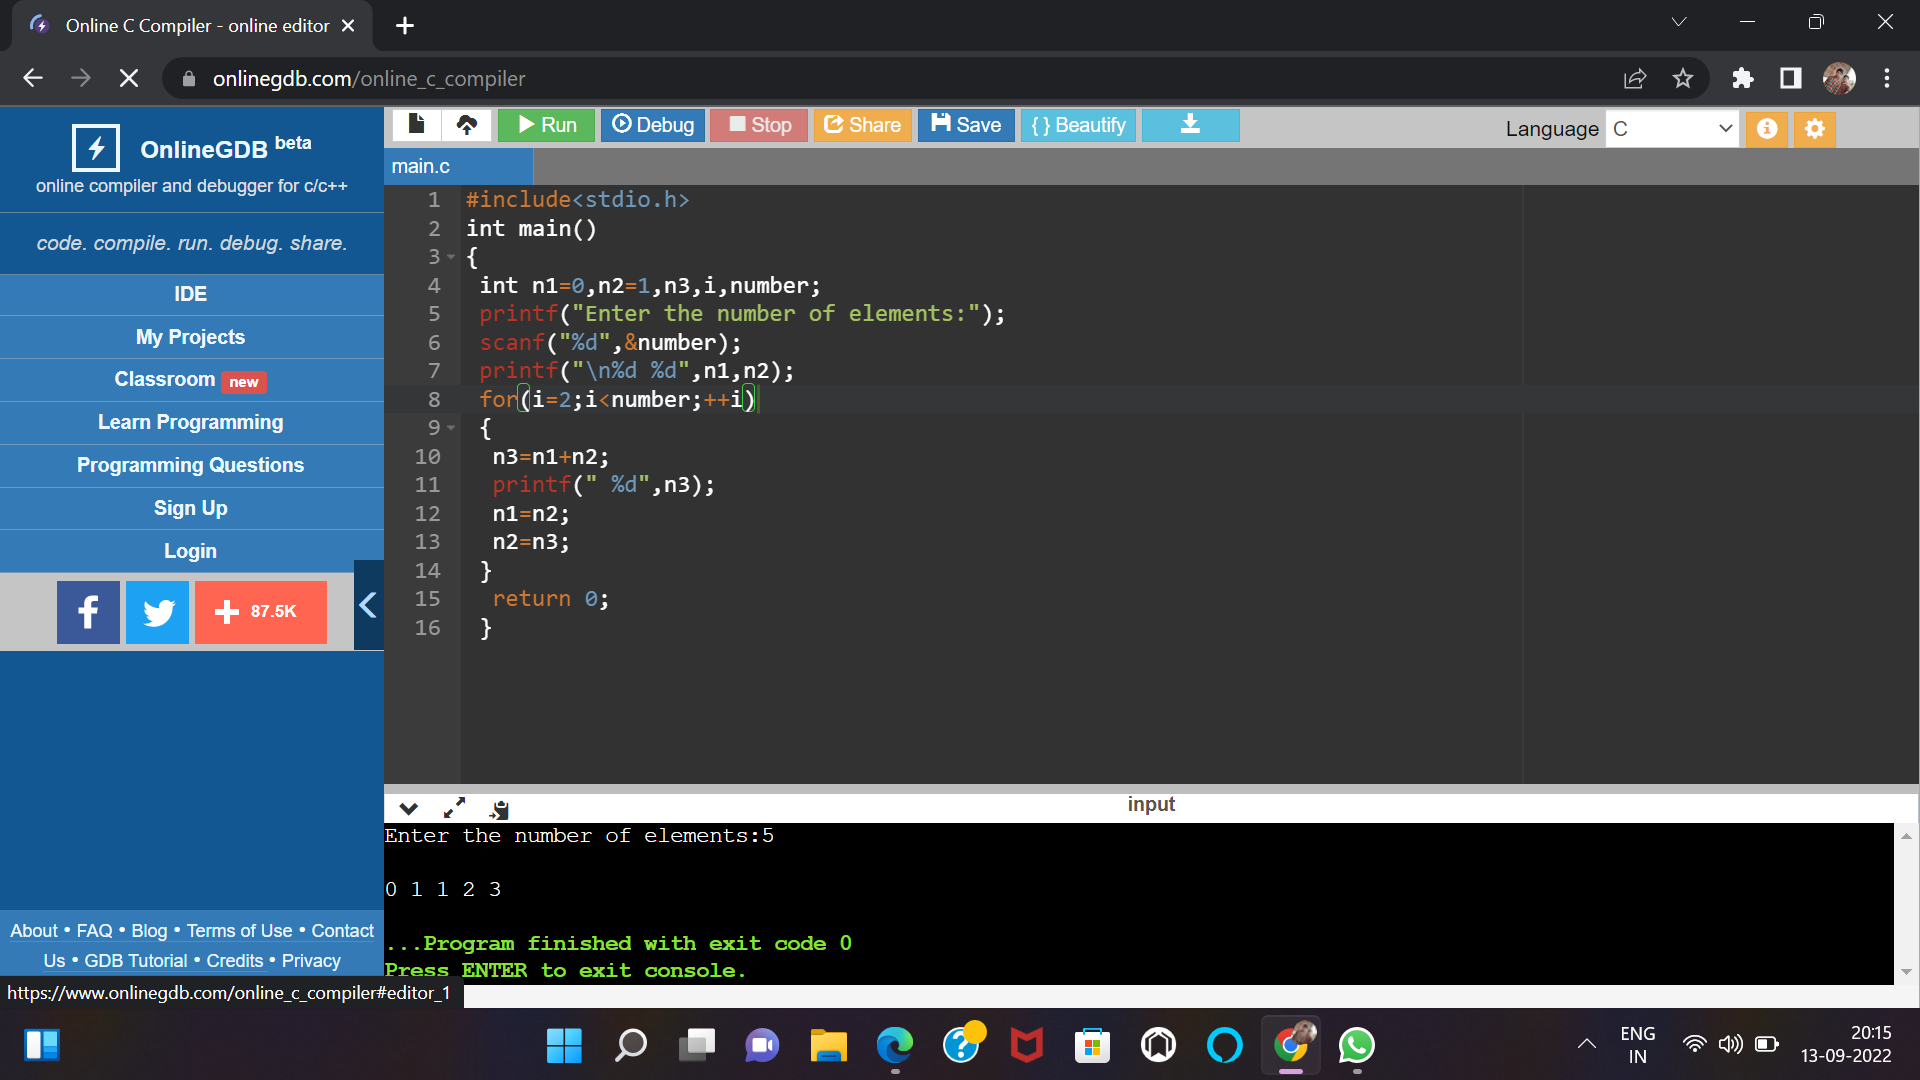 Online C Compiler - online editor
onlinegdb.com/online_c_compiler
OnlineGDB beta
online compiler and debugger for c/c++
code. compile. run. debug. share.
IDE
My Projects
Classroom new
Learn Programming
Programming Questions
Sign Up
Login
f
+ 87.5K
About • FAQ • Blog • Terms of Use • Contact
Us • GDB Tutorial • Credits • Privacy
https://www.onlinegdb.com/online_c_compiler#editor_1
Run Debug Stop Share Save { } Beautify
Language C
main.c
1 #include<stdio.h>
2 int main()
3 {
4 int n1=0,n2=1,n3,i,number;
5 printf("Enter the number of elements:");
6 scanf("%d",&number);
7 printf("\n%d %d",n1,n2);
8 for(i=2;i<number;++i)
9 {
10 n3=n1+n2;
11 printf(" %d",n3);
12 n1=n2;
13 n2=n3;
14 }
15 return 0;
16 }
input
Enter the number of elements:5
0 1 1 2 3
...Program finished with exit code 0
Press ENTER to exit console.
ENG
IN
20:15
13-09-2022